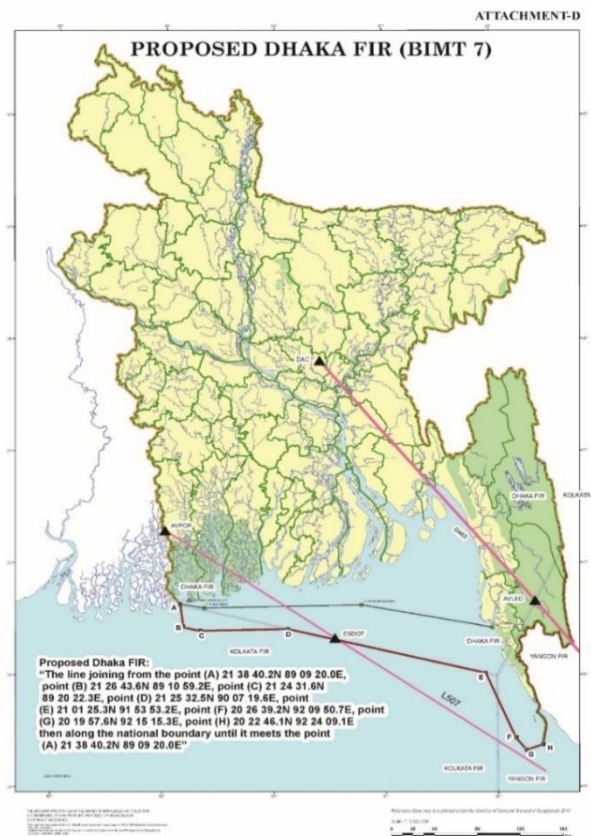 ATTACHMENT-D
PROPOSED DHAKA FIR (BIMT 7)
DAC
DHAKA FIR
KOLKATA
AVPOR
DHAKA FIR
AVLED
A
B
C
D
ESDOT
DHAKA FIR
KOLKATA FIR
YANGON FIR
E
L507
F
G
H
KOLKATA FIR
YANGON FIR
Proposed Dhaka FIR:
"The line joining from the point (A) 21 38 40.2N 89 09 20.0E,
point (B) 21 26 43.6N 89 10 59.2E, point (C) 21 24 31.6N
89 20 22.3E, point (D) 21 25 32.5N 90 07 19.6E, point
(E) 21 01 25.3N 91 53 53.2E, point (F) 20 26 39.2N 92 09 50.7E, point
(G) 20 19 57.6N 92 15 15.3E, point (H) 20 22 46.1N 92 24 09.1E
then along the national boundary until it meets the point
(A) 21 38 40.2N 89 09 20.0E"